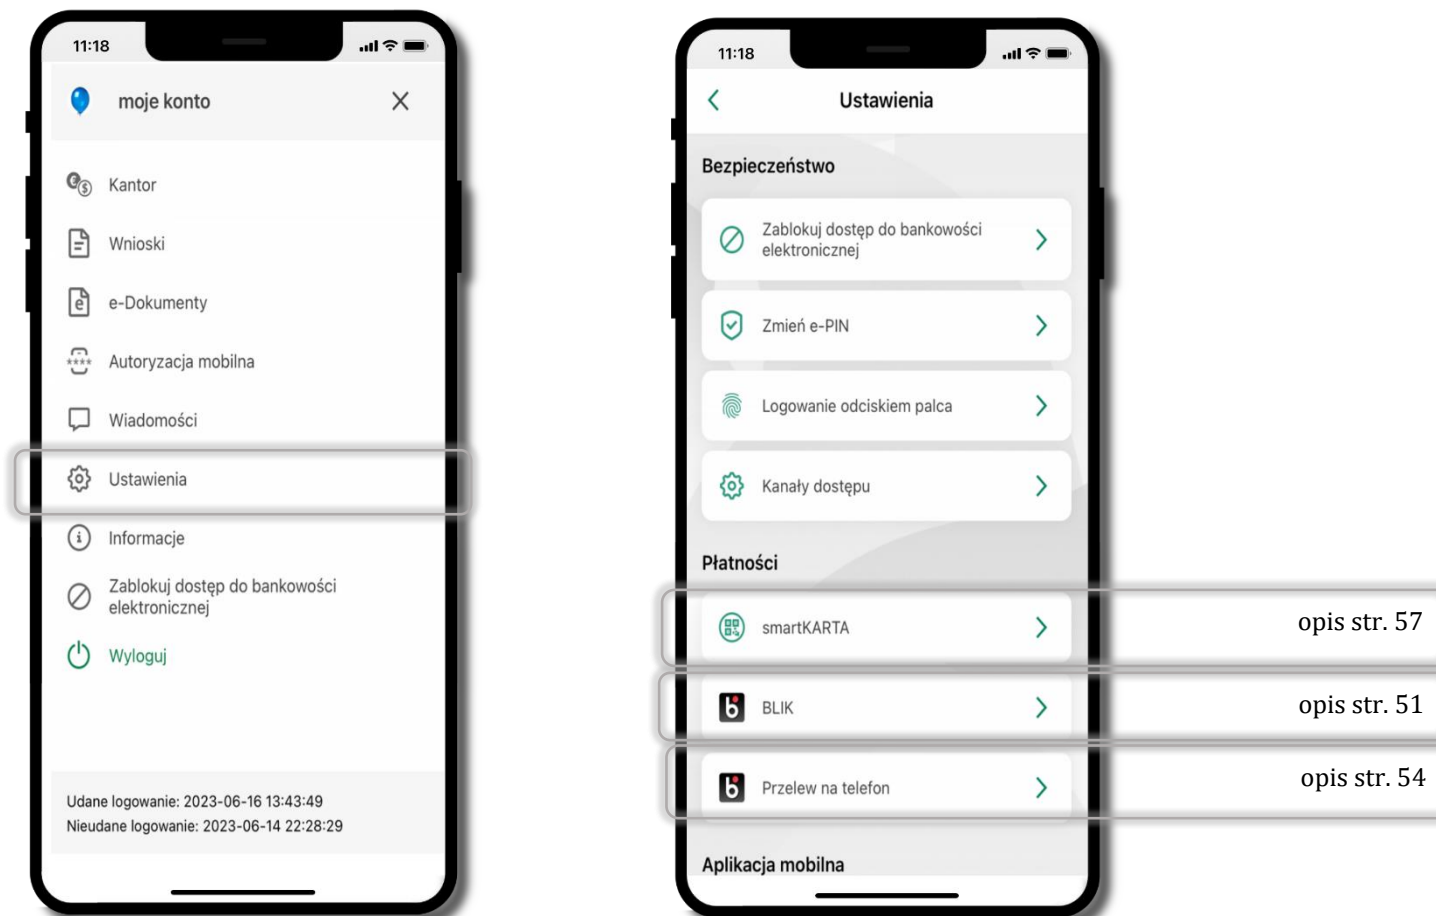 11:18
moje konto
Kantor
Wnioski
e-Dokumenty
Autoryzacja mobilna
Wiadomości
Ustawienia
Informacje
Zablokuj dostęp do bankowości
elektronicznej
Wyloguj
Udane logowanie: 2023-06-16 13:43:49
Nieudane logowanie: 2023-06-14 22:28:29
11:18
Ustawienia
Bezpieczeństwo
Zablokuj dostęp do bankowości
elektronicznej
Zmień e-PIN
Logowanie odciskiem palca
Kanały dostępu
Płatności
smartKARTA
opis str. 57
BLIK
opis str. 51
Przelew na telefon
opis str. 54
Aplikacja mobilna